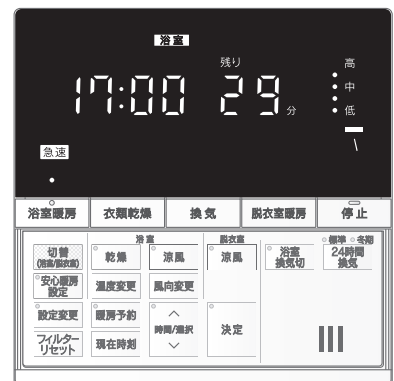 浴室
残り
高
17:00 29分
中
低
急速
浴室暖房 衣類乾燥 換気 脱衣室暖房 停止
浴室 脱衣室 標準 冬期
切替
(浴室/脱衣室)
乾燥 涼風 涼風
浴室
換気切
24時間
換気
安心暖房
設定
温度変更 風向変更
設定変更 暖房予約
時間/選択
決定
フィルター
リセット
現在時刻